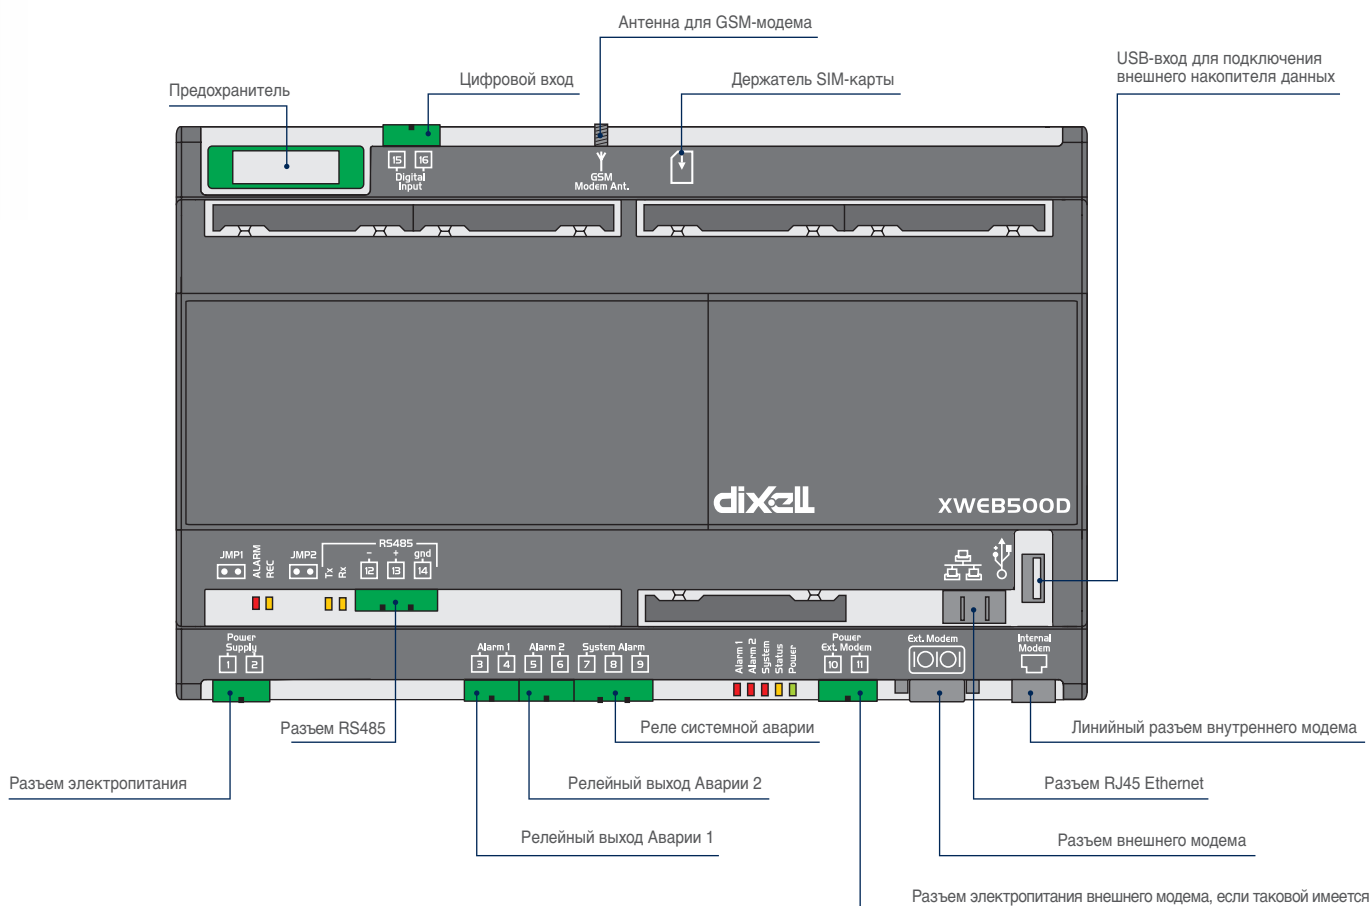 Антенна для GSM-модема
USB-вход для подключения
внешнего накопителя данных
Предохранитель
Цифровой вход
Держатель SIM-карты
15 16
Digital
Input
GSM
Modem Ant.
dixell
XWEB500D
JMP1
ALARM
REC
JMP2
Tx
Rx
RS485
- + gnd
12 13 14
Power
Supply
1 2
Alarm 1
3 4
Alarm 2
5 6
System Alarm
7 8 9
Alarm 1
Alarm 2
System
Status
Power
Power
Ext. Modem
10 11
Ext. Modem
IOIOI
Internal
Modem
Разъем RS485
Реле системной аварии
Линейный разъем внутреннего модема
Разъем электропитания
Релейный выход Аварии 2
Разъем RJ45 Ethernet
Релейный выход Аварии 1
Разъем внешнего модема
Разъем электропитания внешнего модема, если таковой имеется